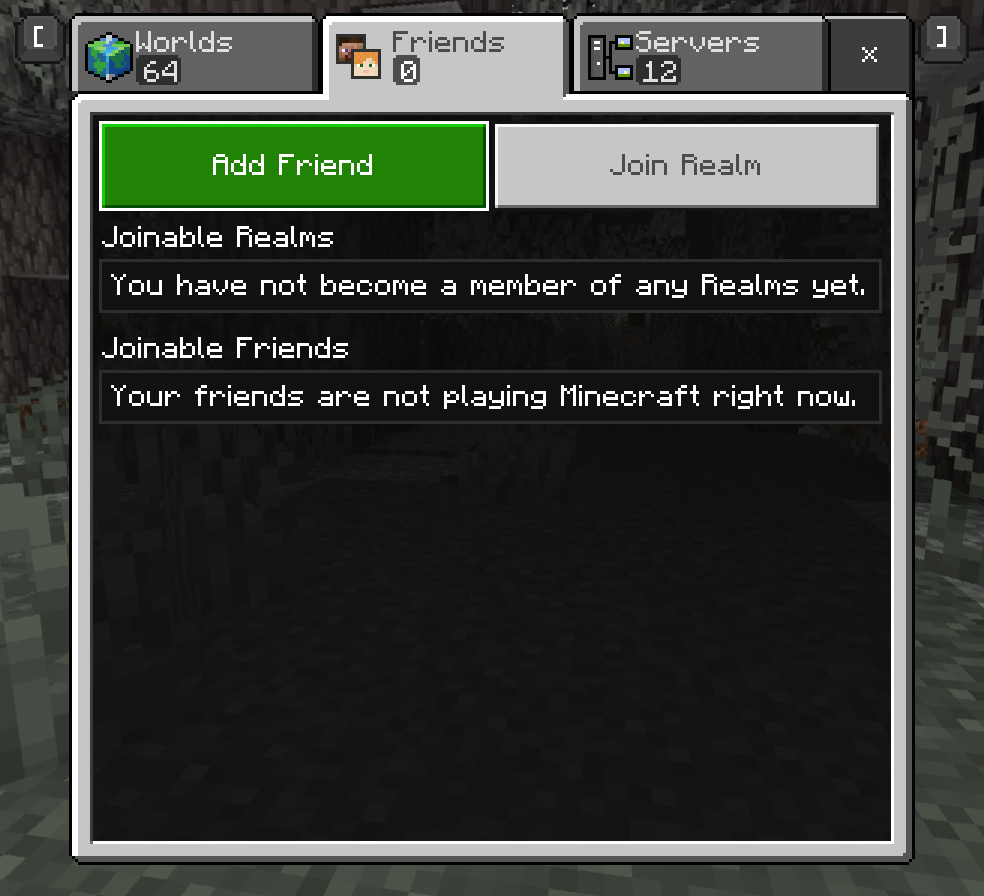 [
Worlds
64
Friends
0
Servers
12
x
]
Add Friend
Join Realm
Joinable Realms
You have not become a member of any Realms yet.
Joinable Friends
Your friends are not playing Minecraft right now.